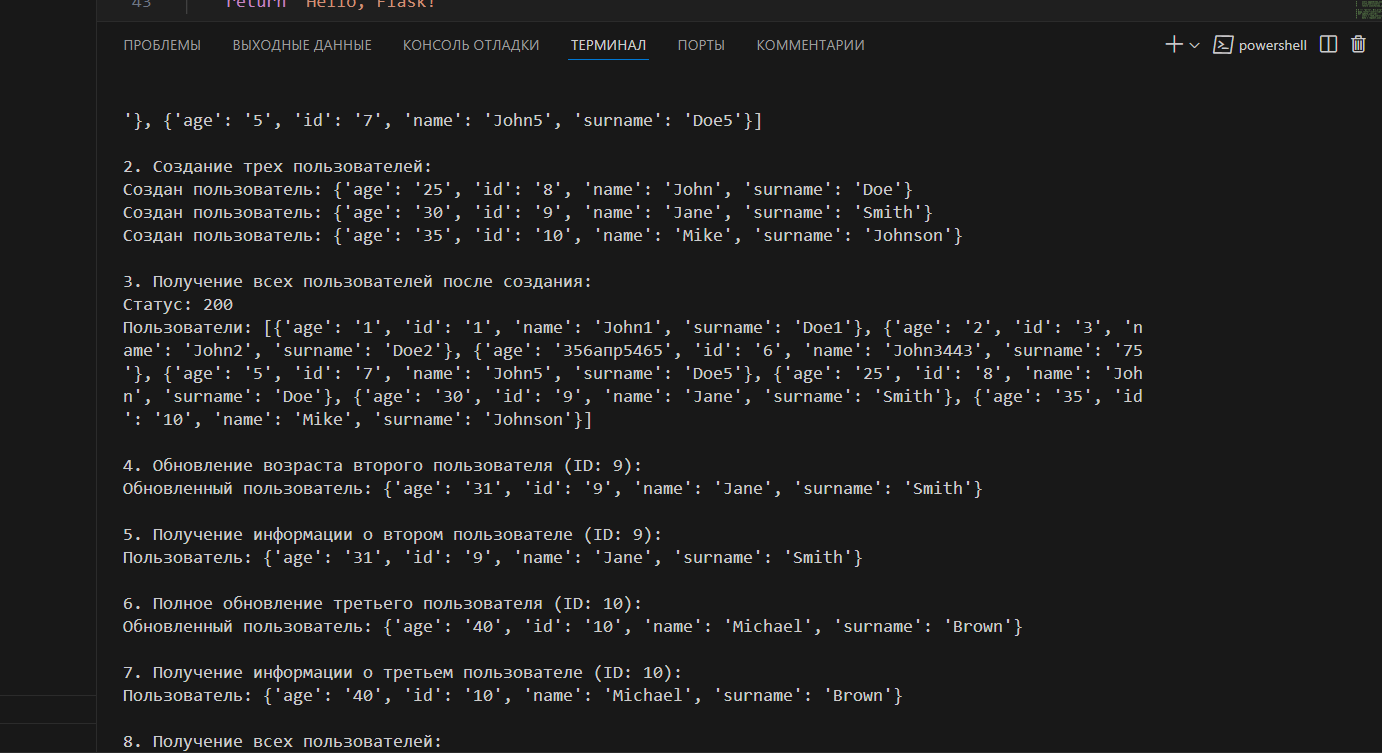 43 return "Hello, Flask!"
ПРОБЛЕМЫ ВЫХОДНЫЕ ДАННЫЕ КОНСОЛЬ ОТЛАДКИ ТЕРМИНАЛ ПОРТЫ КОММЕНТАРИИ powershell
'}, {'age': '5', 'id': '7', 'name': 'John5', 'surname': 'Doe5'}]
2. Создание трех пользователей:
Создан пользователь: {'age': '25', 'id': '8', 'name': 'John', 'surname': 'Doe'}
Создан пользователь: {'age': '30', 'id': '9', 'name': 'Jane', 'surname': 'Smith'}
Создан пользователь: {'age': '35', 'id': '10', 'name': 'Mike', 'surname': 'Johnson'}
3. Получение всех пользователей после создания:
Статус: 200
Пользователи: [{'age': '1', 'id': '1', 'name': 'John1', 'surname': 'Doe1'}, {'age': '2', 'id': '3', 'n
ame': 'John2', 'surname': 'Doe2'}, {'age': '356апр5465', 'id': '6', 'name': 'John3443', 'surname': '75
'}, {'age': '5', 'id': '7', 'name': 'John5', 'surname': 'Doe5'}, {'age': '25', 'id': '8', 'name': 'Joh
n', 'surname': 'Doe'}, {'age': '30', 'id': '9', 'name': 'Jane', 'surname': 'Smith'}, {'age': '35', 'id
': '10', 'name': 'Mike', 'surname': 'Johnson'}]
4. Обновление возраста второго пользователя (ID: 9):
Обновленный пользователь: {'age': '31', 'id': '9', 'name': 'Jane', 'surname': 'Smith'}
5. Получение информации о втором пользователе (ID: 9):
Пользователь: {'age': '31', 'id': '9', 'name': 'Jane', 'surname': 'Smith'}
6. Полное обновление третьего пользователя (ID: 10):
Обновленный пользователь: {'age': '40', 'id': '10', 'name': 'Michael', 'surname': 'Brown'}
7. Получение информации о третьем пользователе (ID: 10):
Пользователь: {'age': '40', 'id': '10', 'name': 'Michael', 'surname': 'Brown'}
8. Получение всех пользователей: